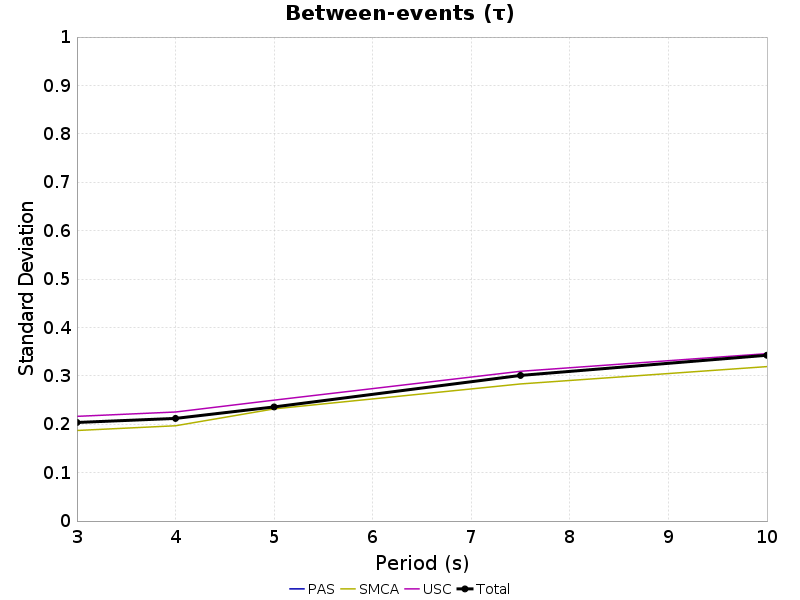 Between-events (τ)
1
0.9
0.8
0.7
0.6
0.5
0.4
0.3
0.2
0.1
0
Standard Deviation
3 4 5 6 7 8 9 10
Period (s)
PAS SMCA USC Total